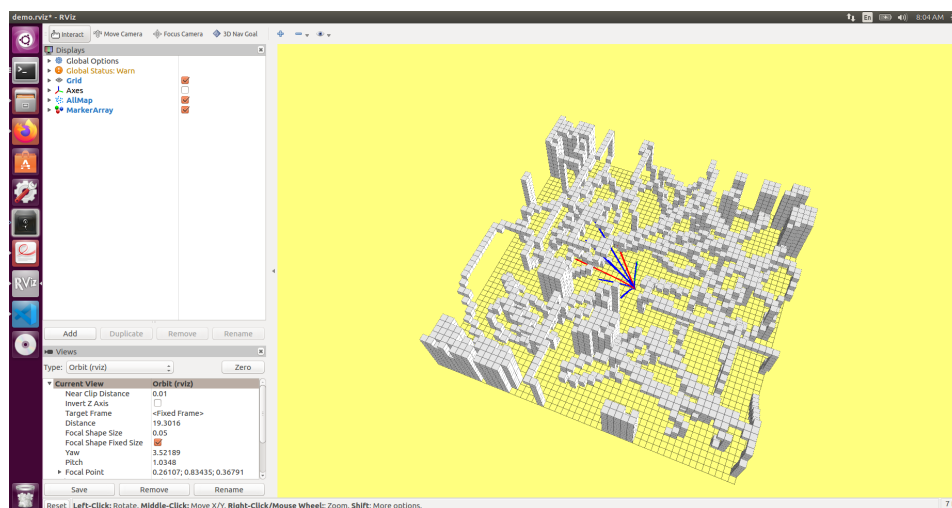 demo.rviz* - RViz
En
8:04 AM
Interact
Move Camera
Focus Camera
3D Nav Goal
Displays
Global Options
Global Status: Warn
Grid
Axes
AllMap
MarkerArray
Add
Duplicate
Remove
Rename
Views
Type:
Orbit (rviz)
Zero
Current View Orbit (rviz)
Near Clip Distance 0.01
Invert Z Axis
Target Frame <Fixed Frame>
Distance 19.3016
Focal Shape Size 0.05
Focal Shape Fixed Size
Yaw 3.52189
Pitch 1.0348
Focal Point 0.26107; 0.83435; 0.36791
Save
Remove
Rename
Reset Left-Click: Rotate. Middle-Click: Move X/Y. Right-Click/Mouse Wheel: Zoom. Shift: More options.
7
RViz